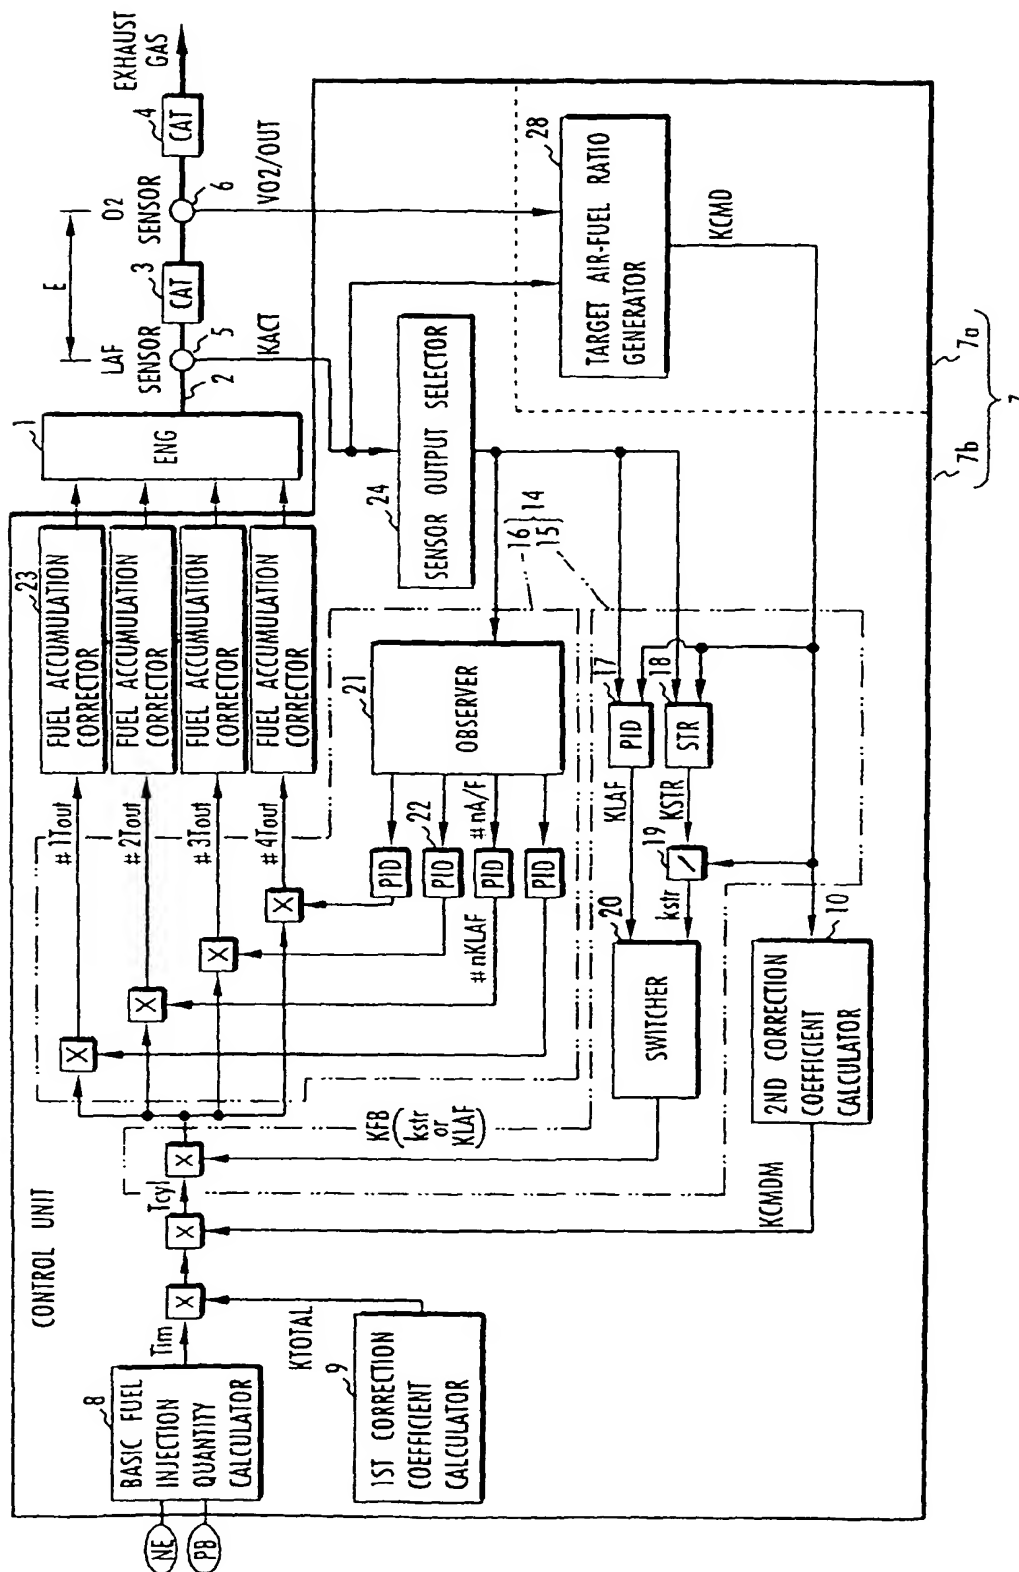 CONTROL UNIT
NE
PB
8
BASIC FUEL
INJECTION
QUANTITY
CALCULATOR
Tim
9
1ST CORRECTION
COEFFICIENT
CALCULATOR
KTOTAL
X
X
Tcyl
X
KCMDM
KFB
(kstr
or
KLAF)
X
X
X
X
#1Tout
#2Tout
#3Tout
#4Tout
23
FUEL ACCUMULATION
CORRECTOR
FUEL ACCUMULATION
CORRECTOR
FUEL ACCUMULATION
CORRECTOR
FUEL ACCUMULATION
CORRECTOR
1
ENG
2
LAF
SENSOR
5
KACT
E
3
CAT
O2
SENSOR
6
VO2/OUT
4
CAT
EXHAUST
GAS
24
SENSOR OUTPUT SELECTOR
28
TARGET AIR-FUEL RATIO
GENERATOR
KCMD
16
15
14
21
OBSERVER
#nA/F
PID
22
PID
PID
PID
#nKLAF
17
PID
KLAF
18
STR
KSTR
19
/
kstr
20
SWITCHER
10
2ND CORRECTION
COEFFICIENT
CALCULATOR
7b
7a
7